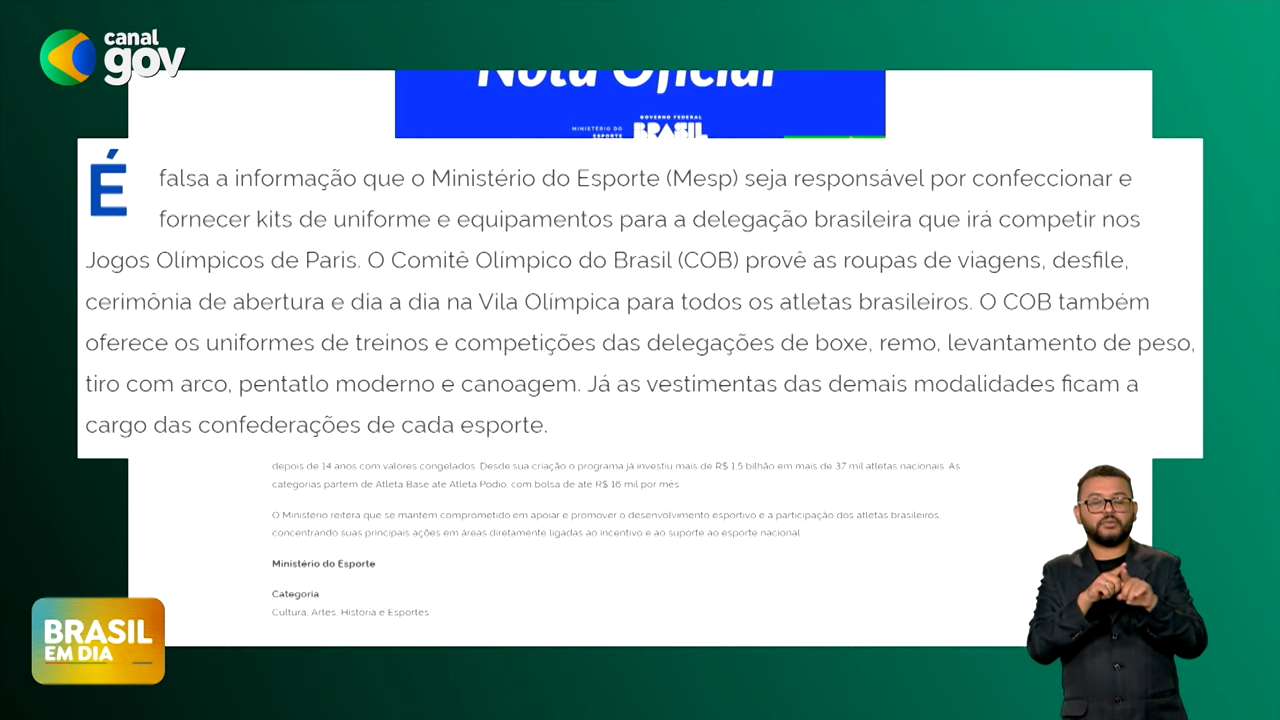 canal
gov
Nota Oficial
MINISTÉRIO DO
ESPORTE
GOVERNO FEDERAL
BRASIL
É falsa a informação que o Ministério do Esporte (Mesp) seja responsável por confeccionar e
fornecer kits de uniforme e equipamentos para a delegação brasileira que irá competir nos
Jogos Olímpicos de Paris. O Comitê Olímpico do Brasil (COB) provê as roupas de viagens, desfile,
cerimônia de abertura e dia a dia na Vila Olímpica para todos os atletas brasileiros. O COB também
oferece os uniformes de treinos e competições das delegações de boxe, remo, levantamento de peso,
tiro com arco, pentatlo moderno e canoagem. Já as vestimentas das demais modalidades ficam a
cargo das confederações de cada esporte.
depois de 14 anos com valores congelados. Desde sua criação o programa já investiu mais de R$ 1,5 bilhão em mais de 37 mil atletas nacionais. As
categorias partem de Atleta Base até Atleta Pódio, com bolsa de até R$ 16 mil por mês.
O Ministério reitera que se mantém comprometido em apoiar e promover o desenvolvimento esportivo e a participação dos atletas brasileiros,
concentrando suas principais ações em áreas diretamente ligadas ao incentivo e ao suporte ao esporte nacional
Ministério do Esporte
Categoria
Cultura, Artes, História e Esportes
BRASIL
EM DIA